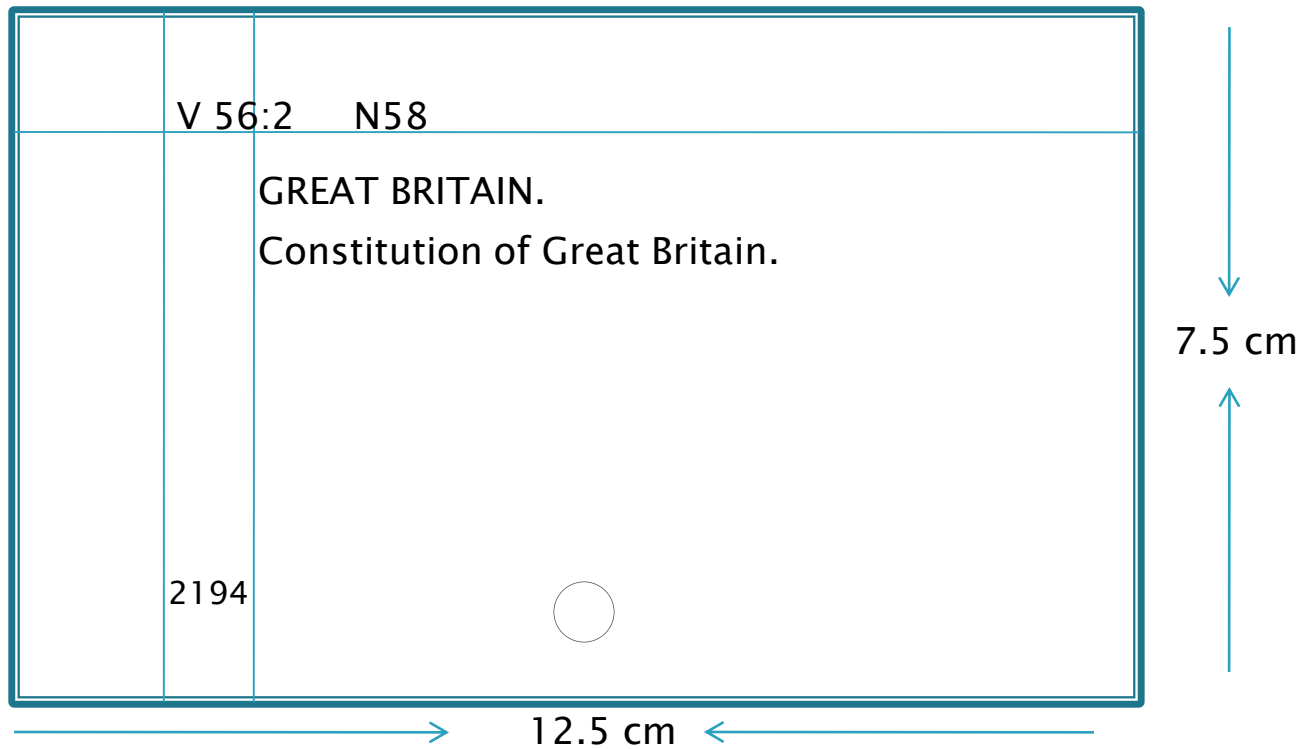 V 56:2 N58
GREAT BRITAIN.
Constitution of Great Britain.
7.5 cm
2194
12.5 cm